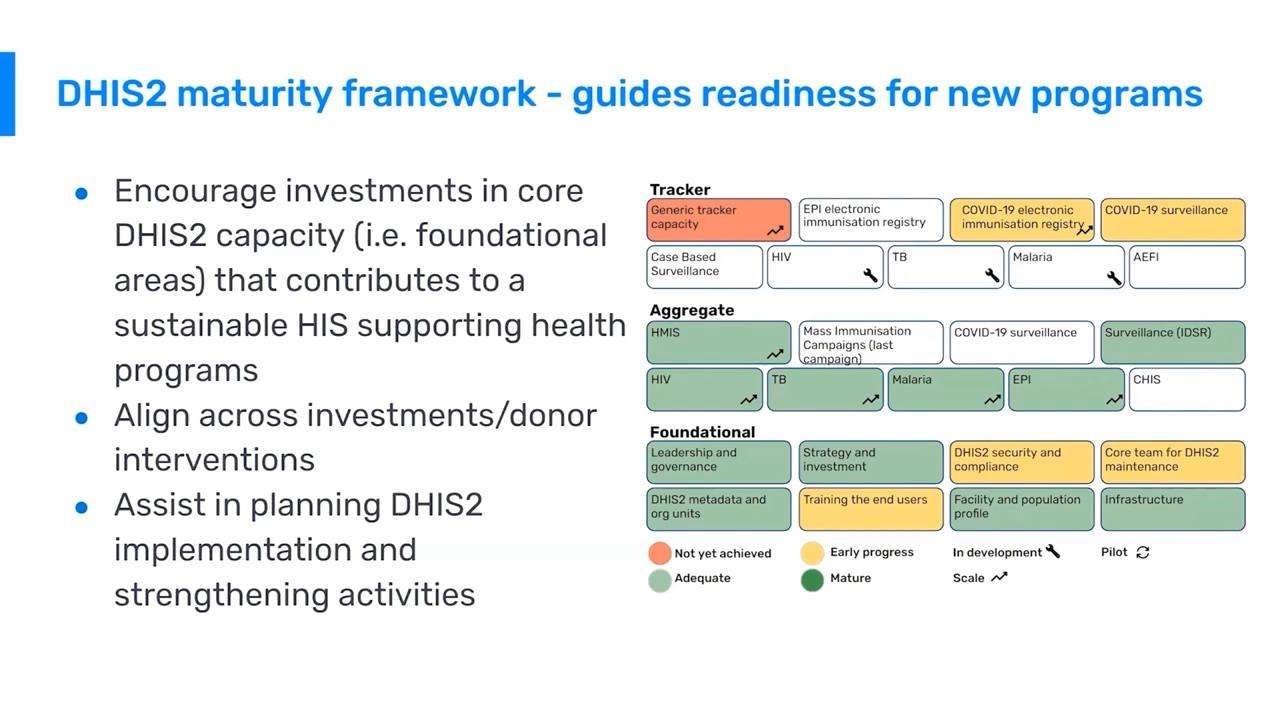 DHIS2 maturity framework - guides readiness for new programs
Encourage investments in core
DHIS2 capacity (i.e. foundational
areas) that contributes to a
sustainable HIS supporting health
programs
Align across investments/donor
interventions
Assist in planning DHIS2
implementation and
strengthening activities
Tracker
Generic tracker
capacity
EPI electronic
immunisation registry
COVID-19 electronic
immunisation registry
COVID-19 surveillance
Case Based
Surveillance
HIV
TB
Malaria
AEFI
Aggregate
HMIS
Mass Immunisation
Campaigns (last
campaign)
COVID-19 surveillance
Surveillance (IDSR)
HIV
TB
Malaria
EPI
CHIS
Foundational
Leadership and
governance
Strategy and
investment
DHIS2 security and
compliance
Core team for DHIS2
maintenance
DHIS2 metadata and
org units
Training the end users
Facility and population
profile
Infrastructure
Not yet achieved
Early progress
In development
Pilot
Adequate
Mature
Scale